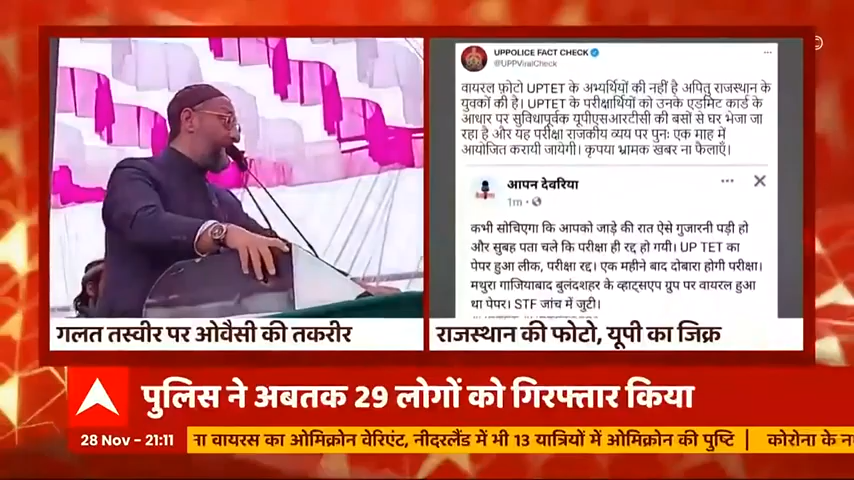 UPPOLICE FACT CHECK
@UPPViralCheck
वायरल फ़ोटो UPTET के अभ्यर्थियों की नहीं है अपितु राजस्थान के
युवकों की है। UPTET के परीक्षार्थियों को उनके एडमिट कार्ड के
आधार पर सुविधापूर्वक यूपीएसआरटीसी की बसों से घर भेजा जा
रहा है और यह परीक्षा राजकीय व्यय पर पुनः एक माह में
आयोजित करायी जायेगी। कृपया भ्रामक खबर ना फैलाएँ।
आपन देवरिया
1m
कभी सोचिएगा कि आपको जाड़े की रात ऐसे गुजारनी पड़ी हो
और सुबह पता चले कि परीक्षा ही रद्द हो गयी। UP TET का
पेपर हुआ लीक, परीक्षा रद्द। एक महीने बाद दोबारा होगी परीक्षा।
मथुरा गाजियाबाद बुलंदशहर के व्हाट्सएप ग्रुप पर वायरल हुआ
था पेपर। STF जांच में जुटी।
गलत तस्वीर पर ओवैसी की तकरीर
राजस्थान की फोटो, यूपी का जिक्र
पुलिस ने अबतक 29 लोगों को गिरफ्तार किया
28 Nov - 21:11
ना वायरस का ओमिक्रोन वेरिएंट, नीदरलैंड में भी 13 यात्रियों में ओमिक्रोन की पुष्टि | कोरोना के